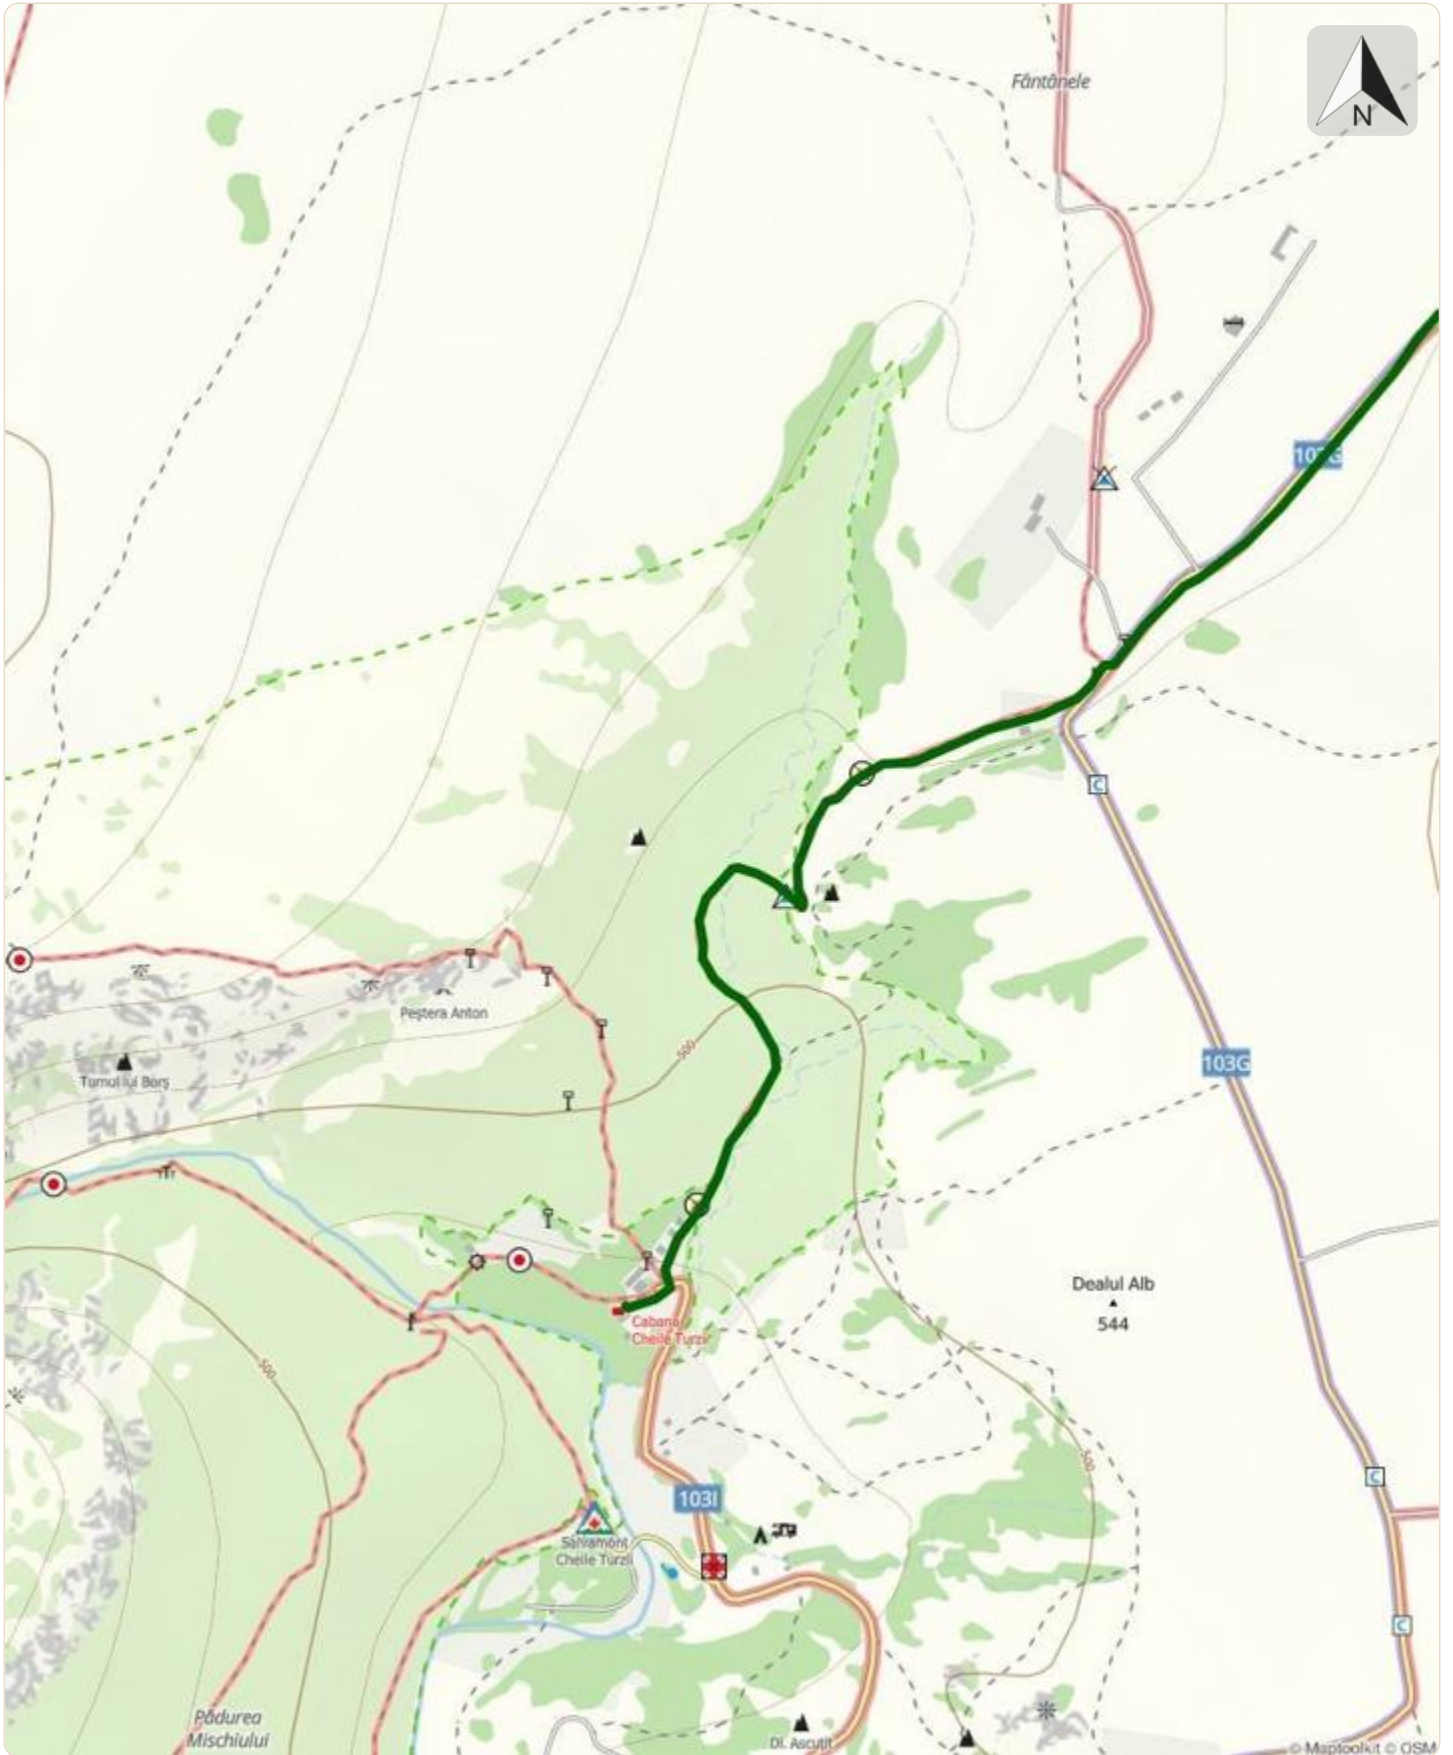 Fântânele
N
103G
Peștera Anton
500
Turnul lui Borș
103G
Dealul Alb
544
Cabana
Cheile Turzii
500
500
103I
Salvamont
Cheile Turzii
Pădurea
Mischiului
Dl. Ascuțit
C
C
C
© Maptoolkit © OSM